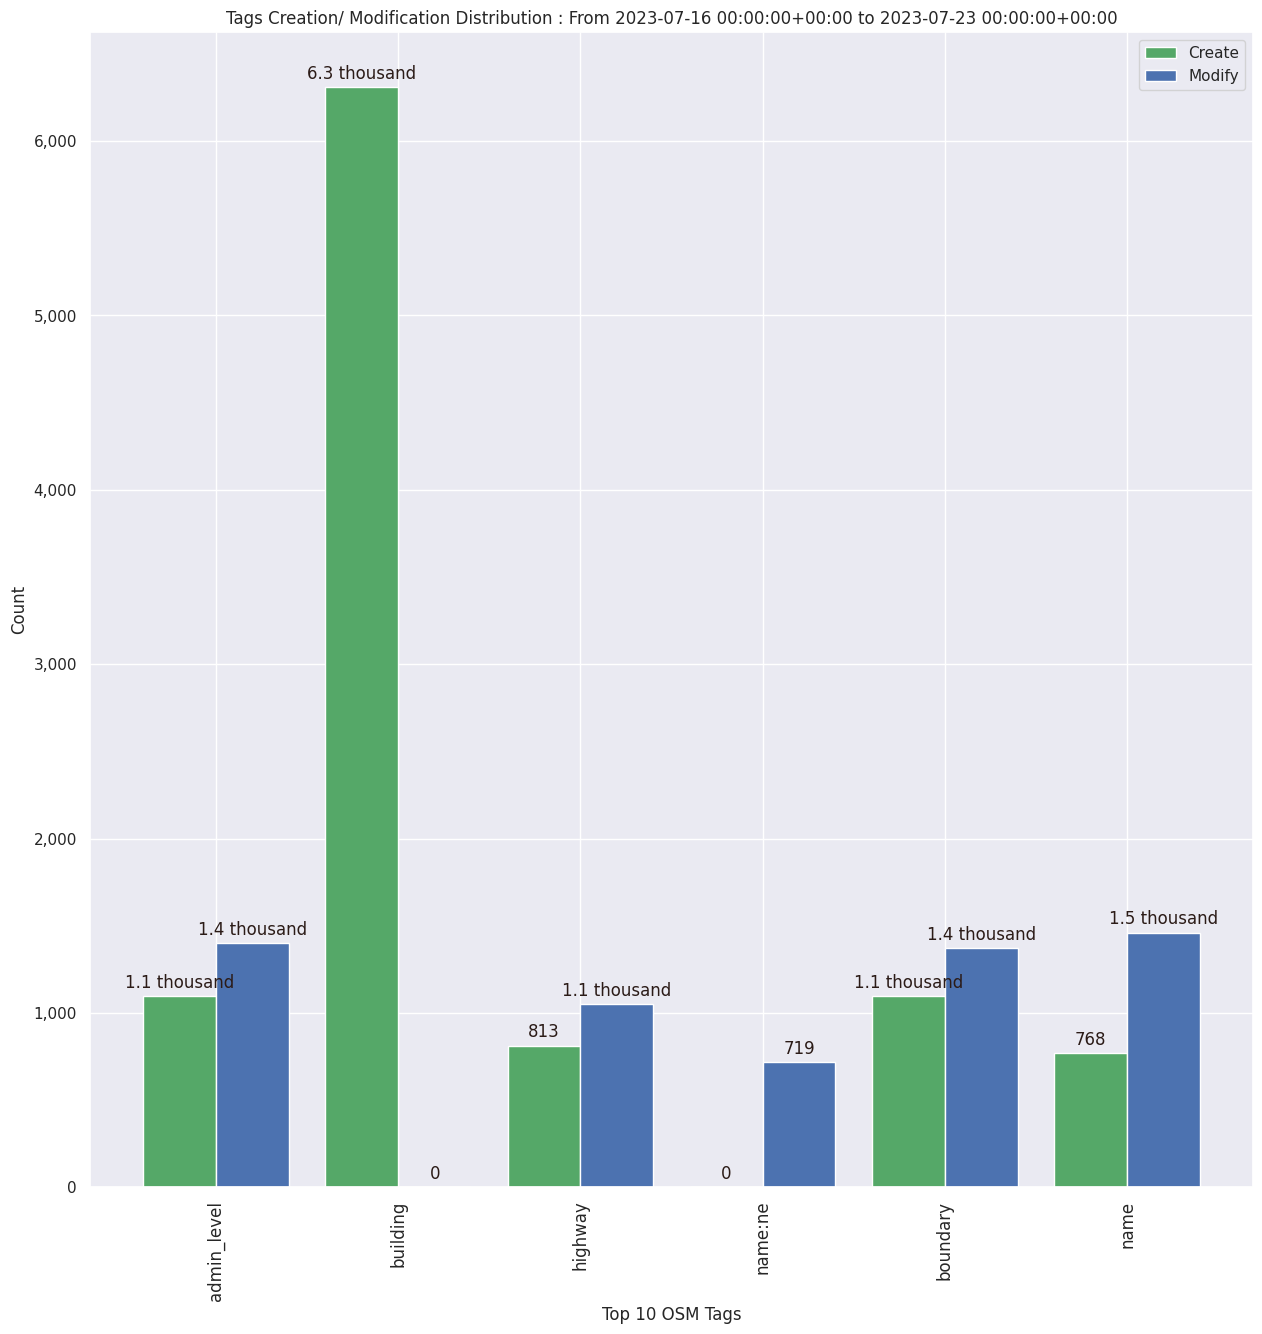 Tags Creation/ Modification Distribution : From 2023-07-16 00:00:00+00:00 to 2023-07-23 00:00:00+00:00
Create
Modify
6.3 thousand
6,000
5,000
4,000
3,000
2,000
1,000
0
Count
1.1 thousand
1.4 thousand
0
813
1.1 thousand
0
719
1.1 thousand
1.4 thousand
768
1.5 thousand
admin_level
building
highway
name:ne
boundary
name
Top 10 OSM Tags